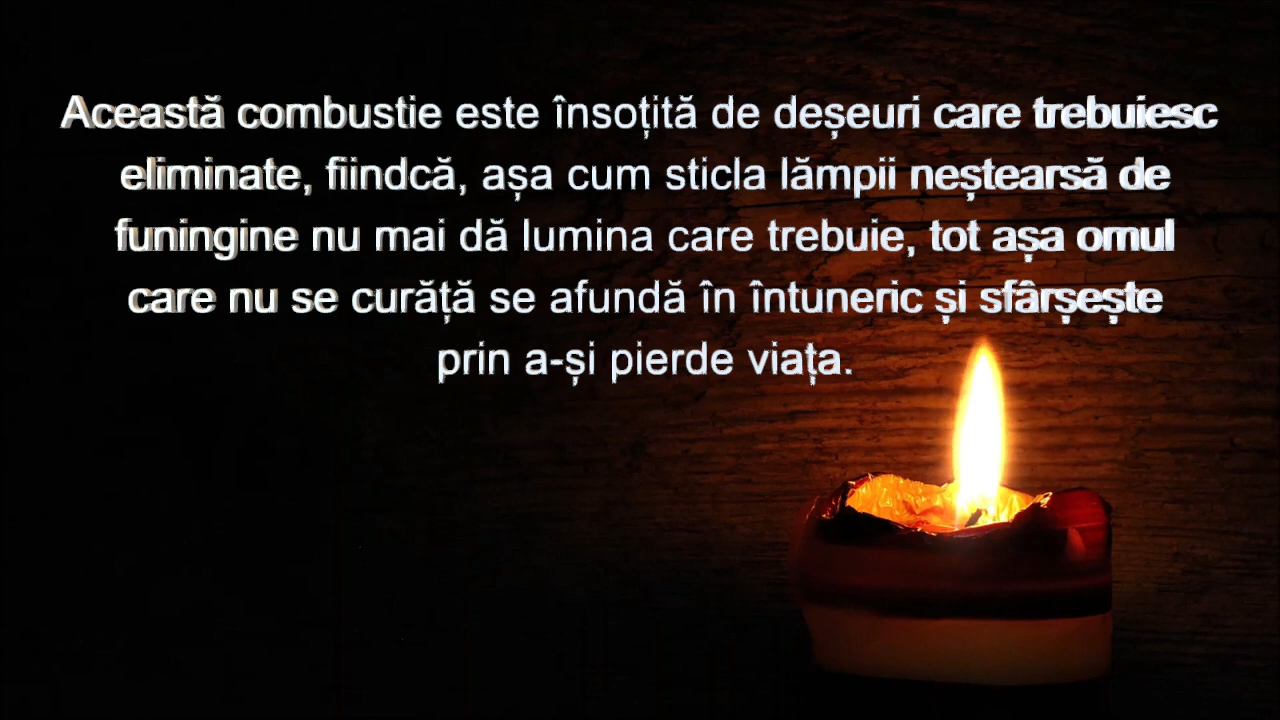 Această combustie este însoțită de deșeuri care trebuiesc
eliminate, fiindcă, așa cum sticla lămpii neștearsă de
funingine nu mai dă lumina care trebuie, tot așa omul
care nu se curăță se afundă în întuneric și sfârșește
prin a-și pierde viața.